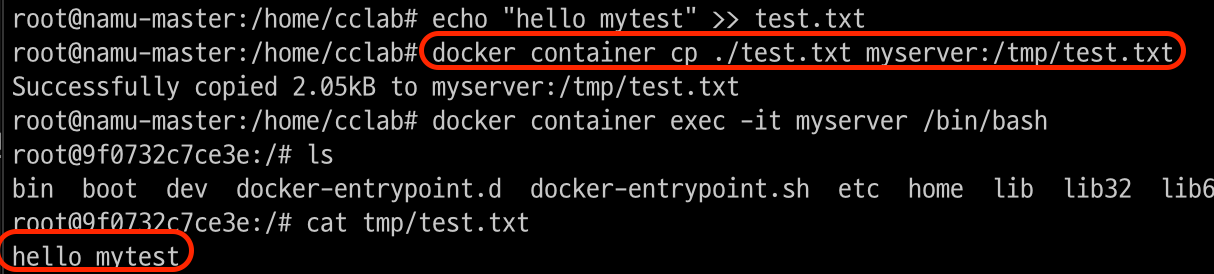 root@namu-master:/home/cclab# echo "hello mytest" >> test.txt
root@namu-master:/home/cclab# docker container cp ./test.txt myserver:/tmp/test.txt
Successfully copied 2.05kB to myserver:/tmp/test.txt
root@namu-master:/home/cclab# docker container exec -it myserver /bin/bash
root@9f0732c7ce3e:/# ls
bin  boot  dev  docker-entrypoint.d  docker-entrypoint.sh  etc  home  lib  lib32  lib6
root@9f0732c7ce3e:/# cat tmp/test.txt
hello mytest